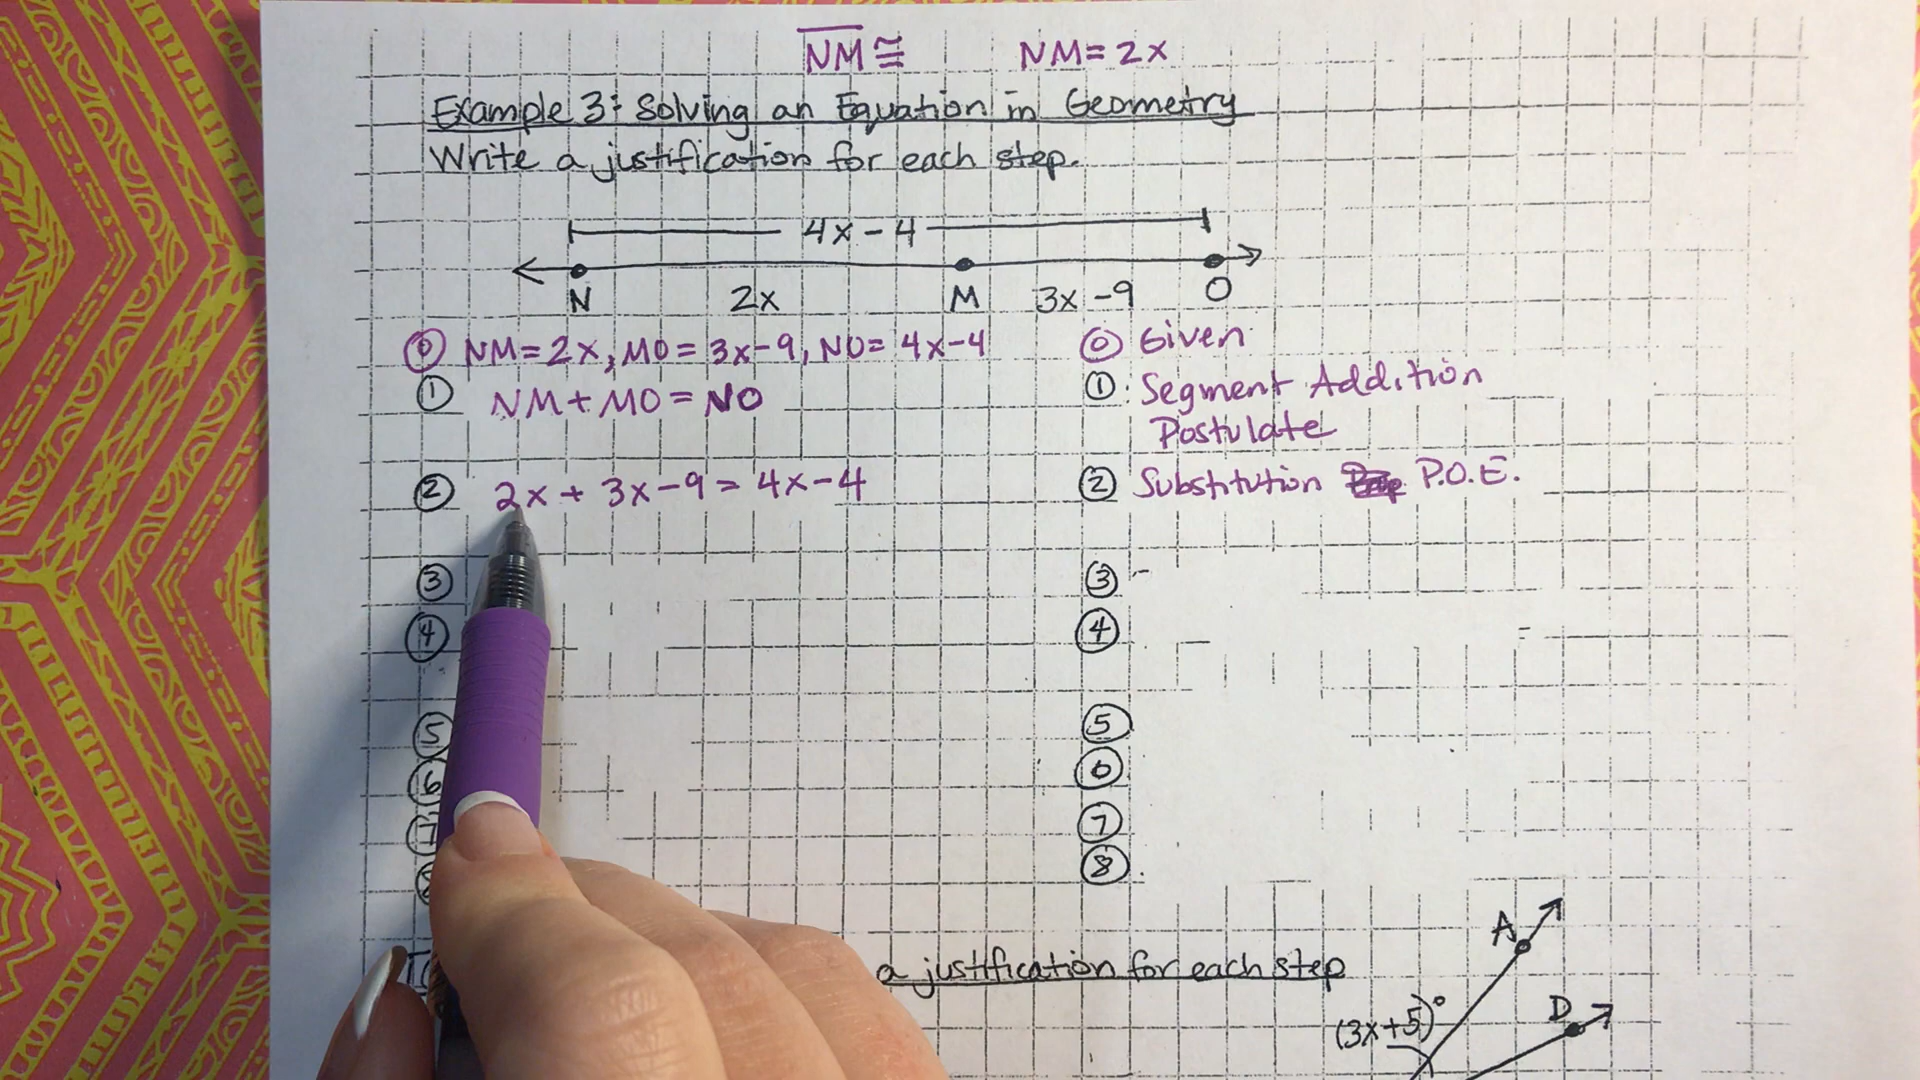 NM ≅ NM = 2x
Example 3: Solving an Equation in Geometry
Write a justification for each step.
4x - 4
N 2x M 3x - 9 O
⓪ NM = 2x, MO = 3x - 9, NO = 4x - 4 ⓪ Given
① NM + MO = NO ① Segment Addition
Postulate
② 2x + 3x - 9 = 4x - 4 ② Substitution P.O.E.
③ ③
④ ④
⑤ ⑤
⑥ ⑥
⑦ ⑦
⑧ ⑧
a justification for each step
A
(3x+5)° D